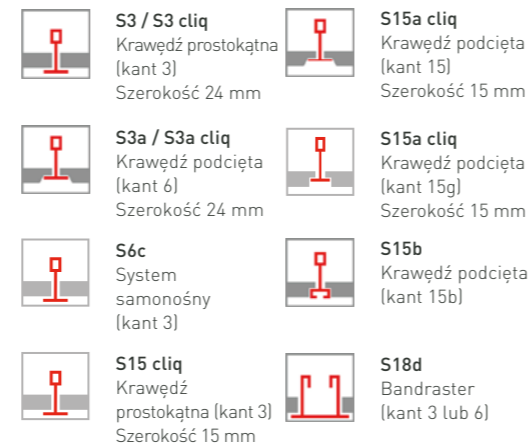 S3 / S3 cliq
Krawędź prostokątna
(kant 3)
Szerokość 24 mm
S3a / S3a cliq
Krawędź podcięta
(kant 6)
Szerokość 24 mm
S6c
System
samonośny
(kant 3)
S15 cliq
Krawędź
prostokątna (kant 3)
Szerokość 15 mm
S15a cliq
Krawędź podcięta
(kant 15)
Szerokość 15 mm
S15a cliq
Krawędź podcięta
(kant 15g)
Szerokość 15 mm
S15b
Krawędź podcięta
(kant 15b)
S18d
Bandraster
(kant 3 lub 6)